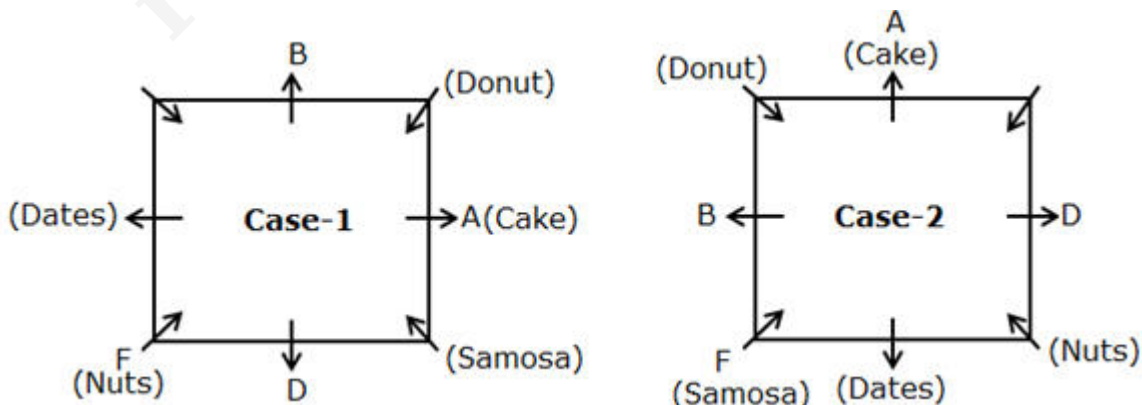 B
(Donut)
(Dates)
Case-1
A(Cake)
F
(Nuts)
D
(Samosa)
A
(Cake)
(Donut)
B
Case-2
D
F
(Samosa)
(Dates)
(Nuts)